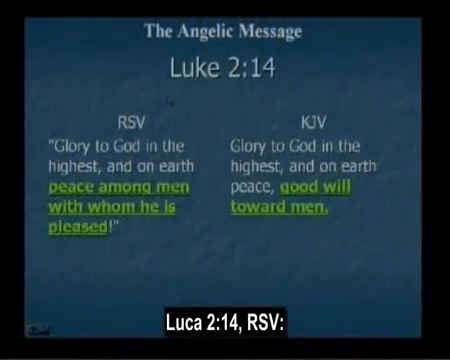 The Angelic Message
Luke 2:14
RSV
"Glory to God in the
highest, and on earth
peace among men
with whom he is
pleased!"
KJV
Glory to God in the
highest, and on earth
peace, good will
toward men.
Luca 2:14, RSV: